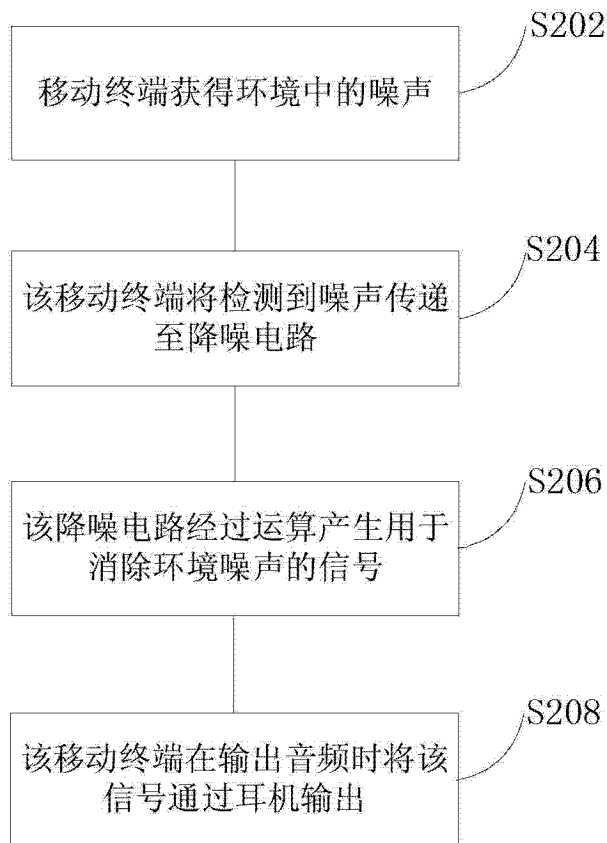 S202
移动终端获得环境中的噪声
S204
该移动终端将检测到噪声传递
至降噪电路
S206
该降噪电路经过运算产生用于
消除环境噪声的信号
S208
该移动终端在输出音频时将该
信号通过耳机输出